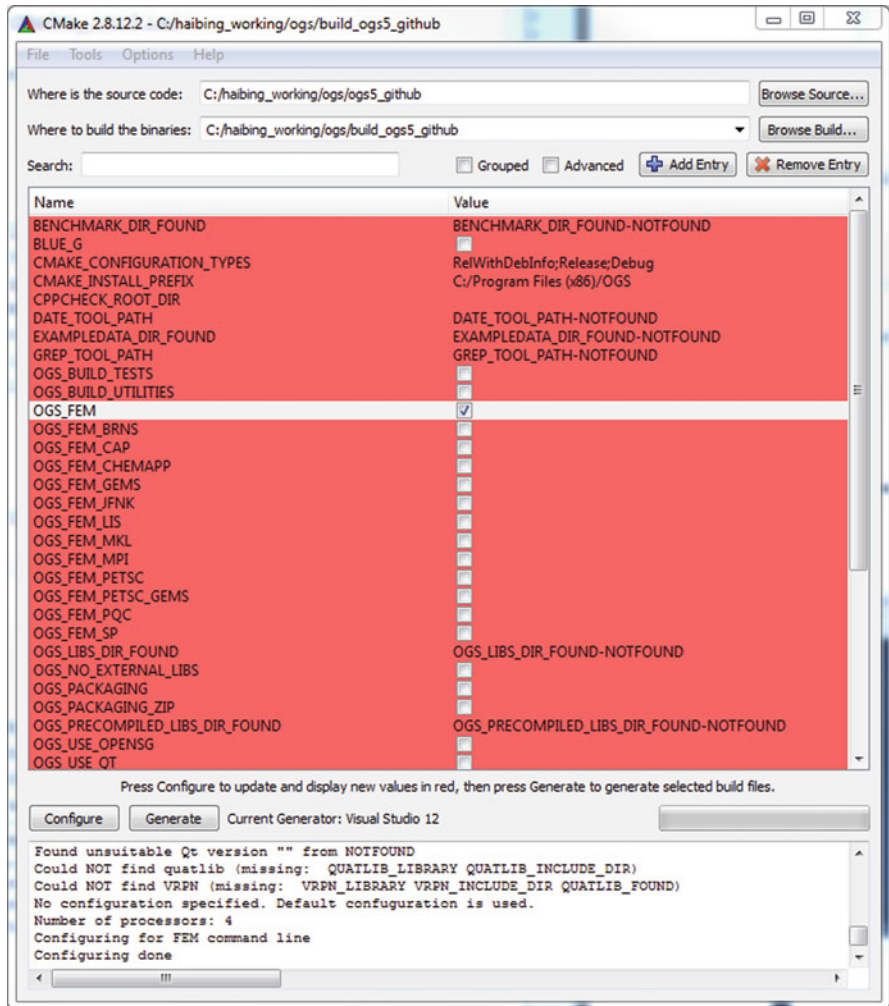 CMake 2.8.12.2 - C:/haibing_working/ogs/build_ogs5_github
File Tools Options Help
Where is the source code: C:/haibing_working/ogs/ogs5_github Browse Source...
Where to build the binaries: C:/haibing_working/ogs/build_ogs5_github Browse Build...
Search: Grouped Advanced Add Entry Remove Entry
Name Value
BENCHMARK_DIR_FOUND BENCHMARK_DIR_FOUND-NOTFOUND
BLUE_G
CMAKE_CONFIGURATION_TYPES RelWithDebInfo;Release;Debug
CMAKE_INSTALL_PREFIX C:/Program Files (x86)/OGS
CPPCHECK_ROOT_DIR
DATE_TOOL_PATH DATE_TOOL_PATH-NOTFOUND
EXAMPLEDATA_DIR_FOUND EXAMPLEDATA_DIR_FOUND-NOTFOUND
GREP_TOOL_PATH GREP_TOOL_PATH-NOTFOUND
OGS_BUILD_TESTS
OGS_BUILD_UTILITIES
OGS_FEM
OGS_FEM_BRNS
OGS_FEM_CAP
OGS_FEM_CHEMAPP
OGS_FEM_GEMS
OGS_FEM_JFNK
OGS_FEM_LIS
OGS_FEM_MKL
OGS_FEM_MPI
OGS_FEM_PETSC
OGS_FEM_PETSC_GEMS
OGS_FEM_PQC
OGS_FEM_SP
OGS_LIBS_DIR_FOUND OGS_LIBS_DIR_FOUND-NOTFOUND
OGS_NO_EXTERNAL_LIBS
OGS_PACKAGING
OGS_PACKAGING_ZIP
OGS_PRECOMPILED_LIBS_DIR_FOUND OGS_PRECOMPILED_LIBS_DIR_FOUND-NOTFOUND
OGS_USE_OPENSG
OGS_USE_QT
Press Configure to update and display new values in red, then press Generate to generate selected build files.
Configure Generate Current Generator: Visual Studio 12
Found unsuitable Qt version "" from NOTFOUND
Could NOT find quatlib (missing: QUATLIB_LIBRARY QUATLIB_INCLUDE_DIR)
Could NOT find VRPN (missing: VRPN_LIBRARY VRPN_INCLUDE_DIR QUATLIB_FOUND)
No configuration specified. Default confuguration is used.
Number of processors: 4
Configuring for FEM command line
Configuring done